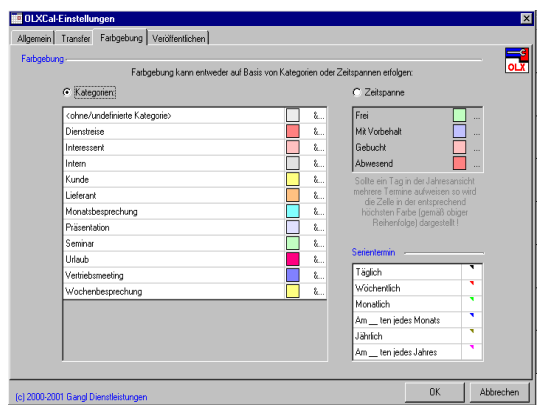 OLXCal-Einstellungen
Allgemein Transfer Farbgebung Veröffentlichen
Farbgebung
OLX
Farbgebung kann entweder auf Basis von Kategorien oder Zeitspannen erfolgen:
Kategorien:
<ohne/undefinierte Kategorie> &...
Dienstreise &...
Interessent &...
Intern &...
Kunde &...
Lieferant &...
Monatsbesprechung &...
Präsentation &...
Seminar &...
Urlaub &...
Vertriebsmeeting &...
Wochenbesprechung &...
Zeitspanne
Frei ...
Mit Vorbehalt ...
Gebucht ...
Abwesend ...
Sollte ein Tag in der Jahresansicht
mehrere Termine aufweisen so wird
die Zelle in der entsprechend
höchsten Farbe (gemäß obiger
Reihenfolge) dargestellt !
Serientermin
Täglich
Wöchentlich
Monatlich
Am __ ten jedes Monats
Jährlich
Am __ ten jedes Jahres
(c) 2000-2001 Gangl Dienstleistungen
OK Abbrechen